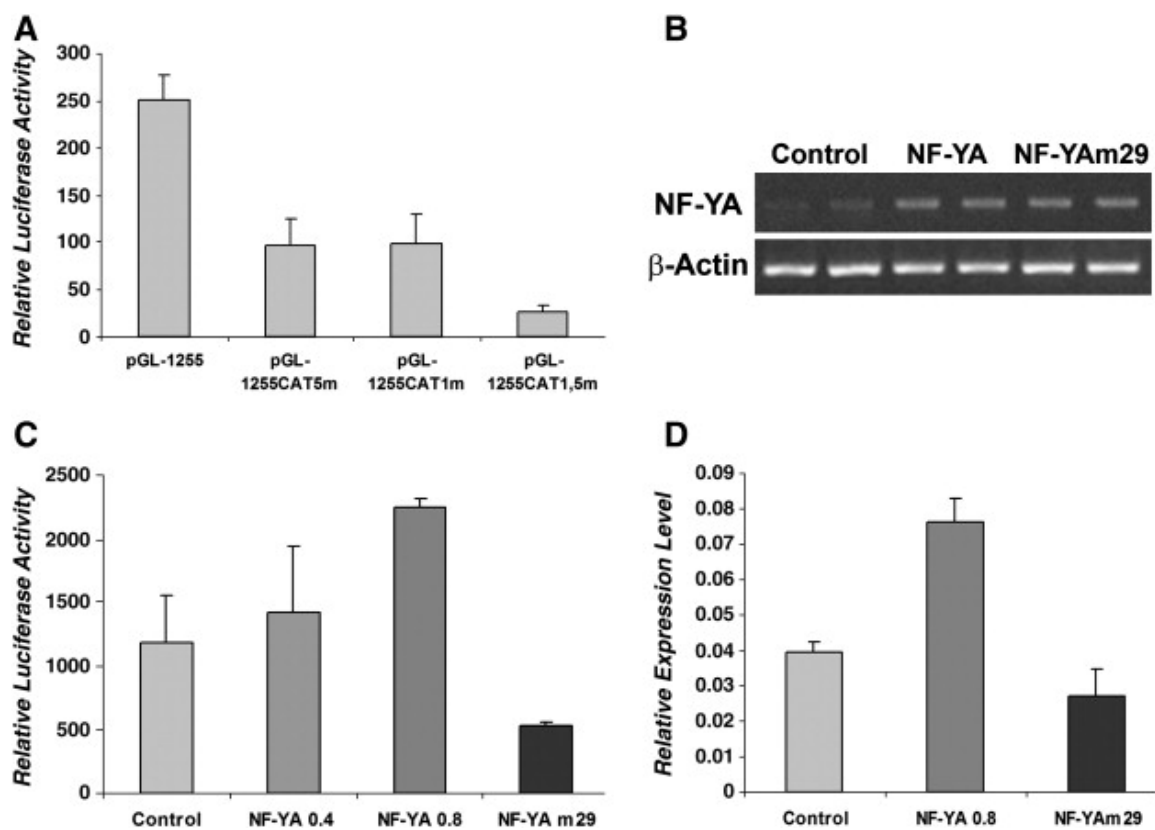 A
Relative Luciferase Activity
300
250
200
150
100
50
0
pGL-1255
pGL-
1255CAT5m
pGL-
1255CAT1m
pGL-
1255CAT1,5m
B
Control NF-YA NF-YAm29
NF-YA
β-Actin
C
Relative Luciferase Activity
2500
2000
1500
1000
500
0
Control
NF-YA 0.4
NF-YA 0.8
NF-YA m29
D
Relative Expression Level
0.09
0.08
0.07
0.06
0.05
0.04
0.03
0.02
0.01
0
Control
NF-YA 0.8
NF-YAm29